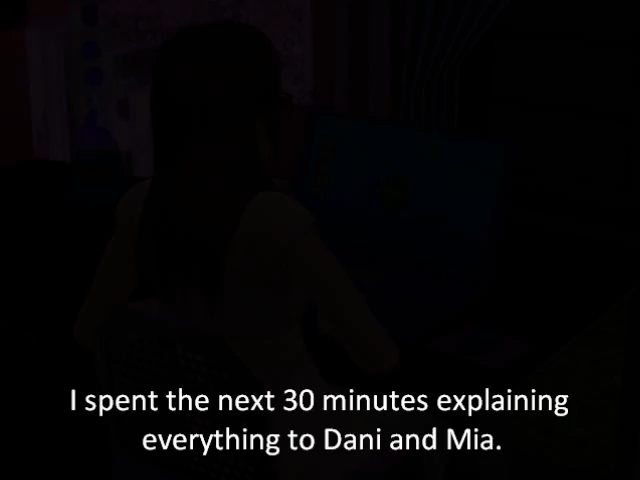 I spent the next 30 minutes explaining
everything to Dani and Mia.